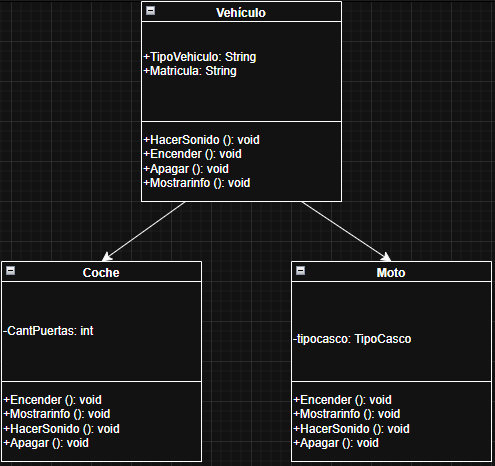 Vehículo
+TipoVehiculo: String
+Matricula: String
+HacerSonido (): void
+Encender (): void
+Apagar (): void
+Mostrarinfo (): void
Coche
-CantPuertas: int
+Encender (): void
+Mostrarinfo (): void
+HacerSonido (): void
+Apagar (): void
Moto
-tipocasco: TipoCasco
+Encender (): void
+Mostrarinfo (): void
+HacerSonido (): void
+Apagar (): void